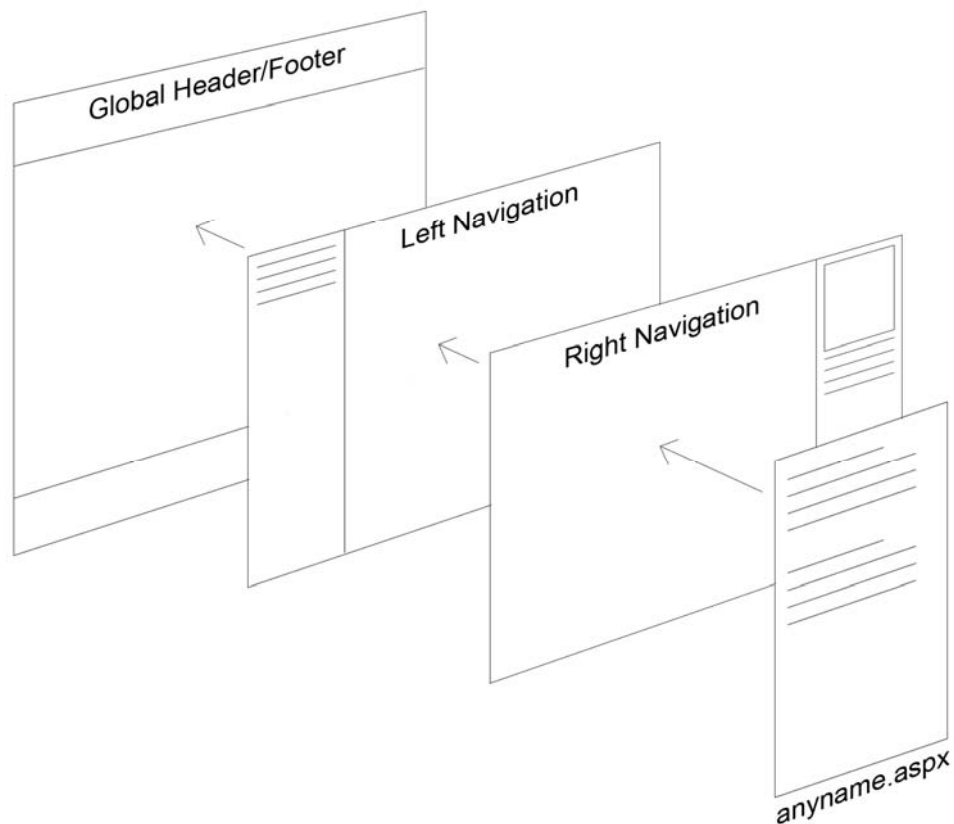 Global Header/Footer
Left Navigation
Right Navigation
anyname.aspx